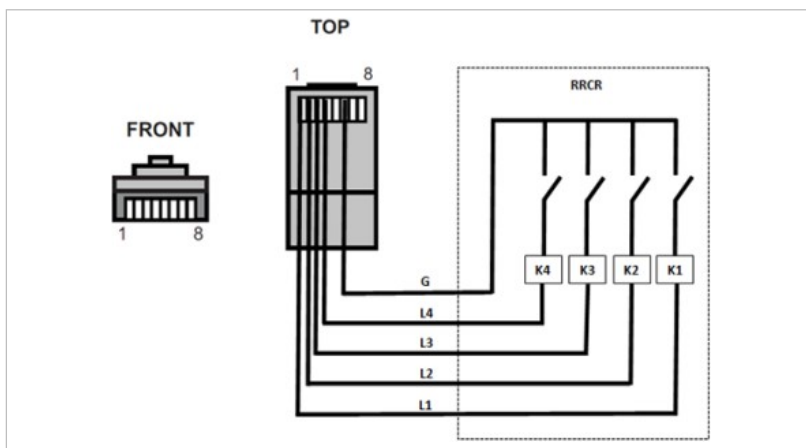 TOP
1 8
RRCR
FRONT
1 8
K4 K3 K2 K1
G
L4
L3
L2
L1